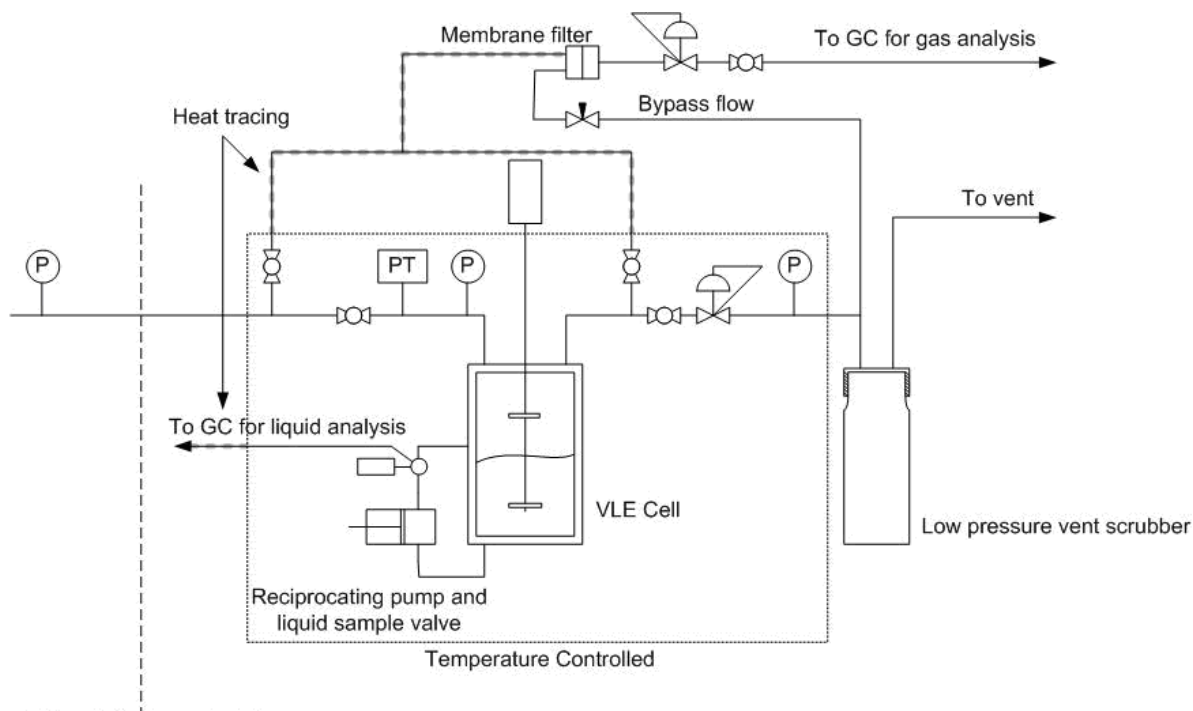 Membrane filter
To GC for gas analysis
Heat tracing
Bypass flow
To vent
P
PT
P
P
To GC for liquid analysis
VLE Cell
Low pressure vent scrubber
Reciprocating pump and
liquid sample valve
Temperature Controlled